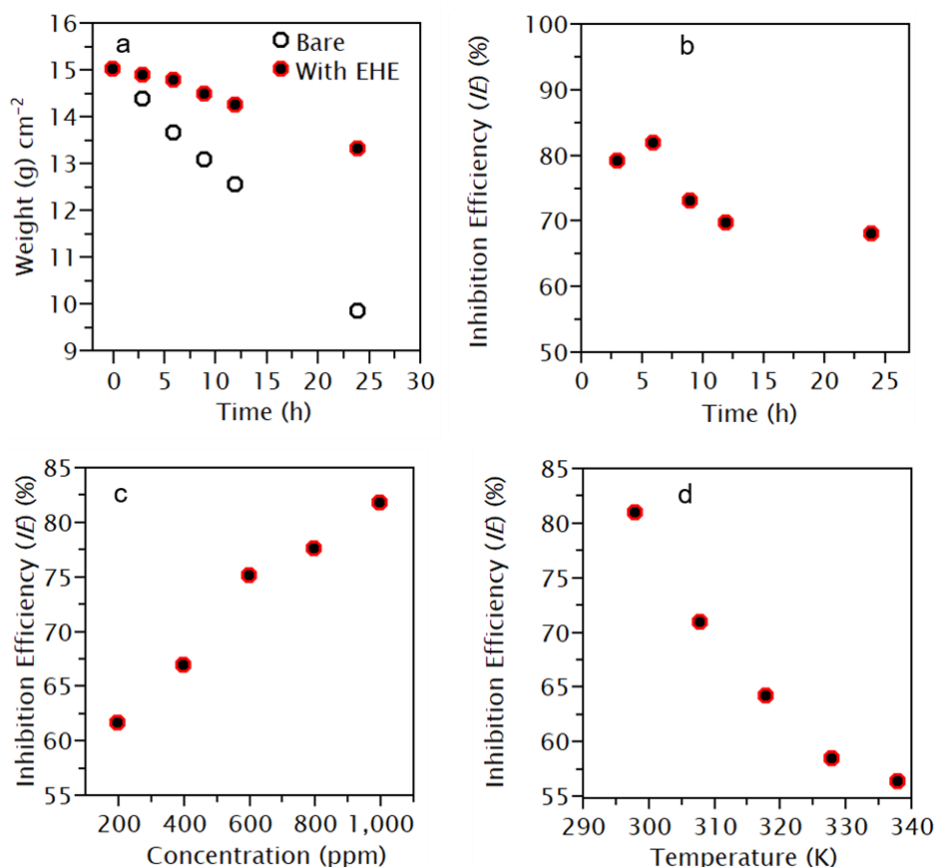 a
Bare
With EHE
16
15
14
13
12
11
10
9
Weight (g) cm⁻²
0 5 10 15 20 25 30
Time (h)
b
100
90
80
70
60
50
Inhibition Efficiency (IE) (%)
0 5 10 15 20 25
Time (h)
c
85
80
75
70
65
60
55
Inhibition Efficiency (IE) (%)
200 400 600 800 1,000
Concentration (ppm)
d
85
80
75
70
65
60
55
Inhibition Efficiency (IE) (%)
290 300 310 320 330 340
Temperature (K)